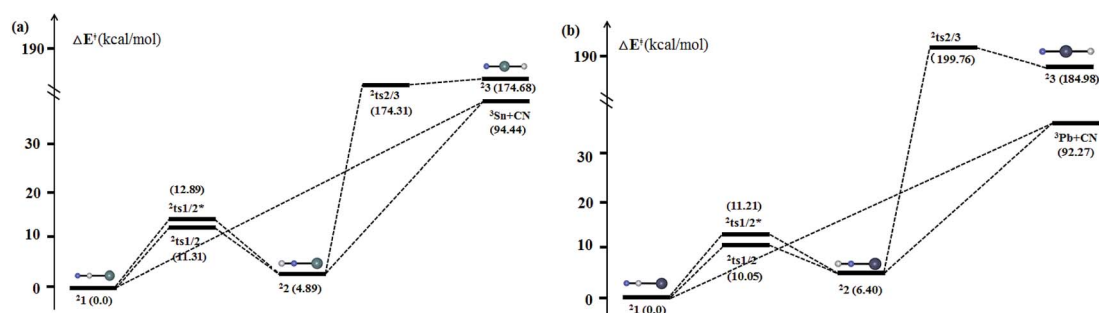 (a)
△E‡(kcal/mol)
190
30
20
10
0
²1 (0.0)
(12.89)
²ts1/2*
²ts1/2
(11.31)
²2 (4.89)
²ts2/3
(174.31)
²3 (174.68)
³Sn+CN
(94.44)
(b)
△E‡(kcal/mol)
190
30
20
10
0
²1 (0.0)
(11.21)
²ts1/2*
²ts1/2
(10.05)
²2 (6.40)
²ts2/3
(199.76)
²3 (184.98)
³Pb+CN
(92.27)